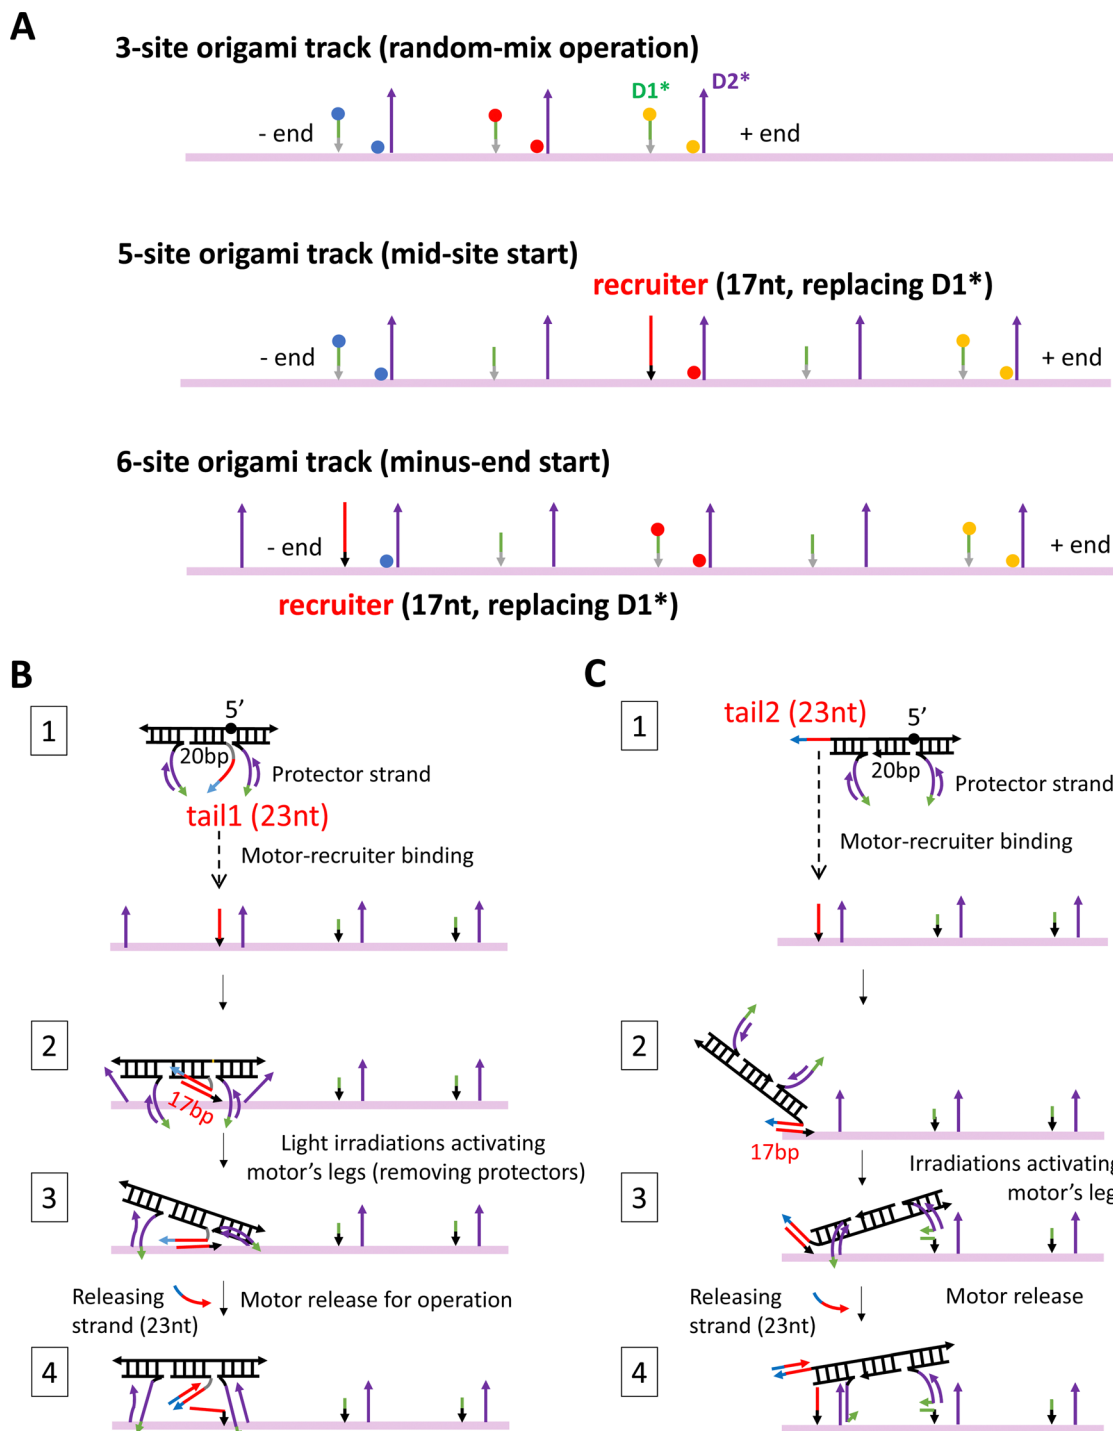 A
3-site origami track (random-mix operation)
D1*
D2*
- end
+ end
5-site origami track (mid-site start)
recruiter (17nt, replacing D1*)
- end
+ end
6-site origami track (minus-end start)
- end
+ end
recruiter (17nt, replacing D1*)
B
1
5’
20bp
Protector strand
tail1 (23nt)
Motor-recruiter binding
2
17bp
Light irradiations activating
motor’s legs (removing protectors)
3
Releasing
strand (23nt)
Motor release for operation
4
C
1
tail2 (23nt)
5’
20bp
Protector strand
Motor-recruiter binding
2
17bp
Irradiations activating
motor’s leg
3
Releasing
strand (23nt)
Motor release
4